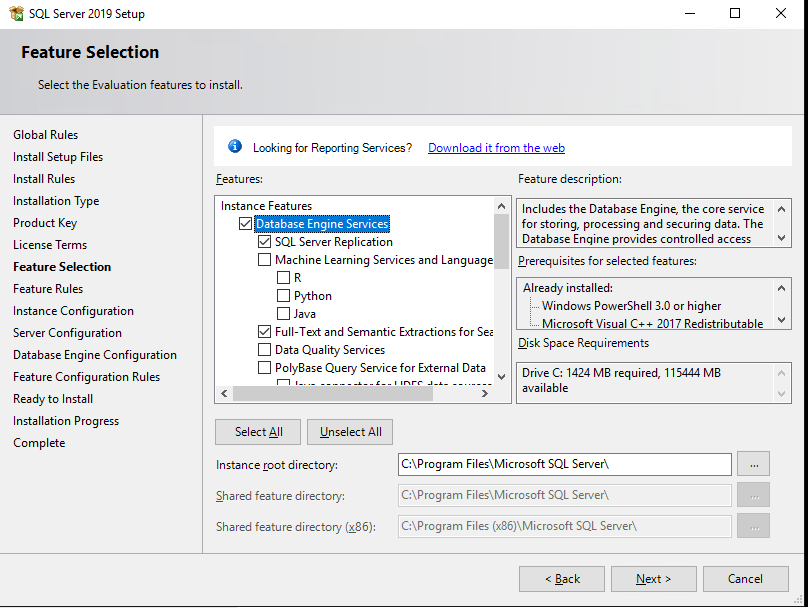 SQL Server 2019 Setup
Feature Selection
Select the Evaluation features to install.
Global Rules
Install Setup Files
Install Rules
Installation Type
Product Key
License Terms
Feature Selection
Feature Rules
Instance Configuration
Server Configuration
Database Engine Configuration
Feature Configuration Rules
Ready to Install
Installation Progress
Complete
Looking for Reporting Services? Download it from the web
Features:
Instance Features
Database Engine Services
SQL Server Replication
Machine Learning Services and Language
R
Python
Java
Full-Text and Semantic Extractions for Sea
Data Quality Services
PolyBase Query Service for External Data
Java connector for HDFS data sources
Feature description:
Includes the Database Engine, the core service
for storing, processing and securing data. The
Database Engine provides controlled access
Prerequisites for selected features:
Already installed:
Windows PowerShell 3.0 or higher
Microsoft Visual C++ 2017 Redistributable
Disk Space Requirements
Drive C: 1424 MB required, 115444 MB
available
Select All
Unselect All
Instance root directory: C:\Program Files\Microsoft SQL Server\ ...
Shared feature directory: C:\Program Files\Microsoft SQL Server\ ...
Shared feature directory (x86): C:\Program Files (x86)\Microsoft SQL Server\ ...
< Back
Next >
Cancel